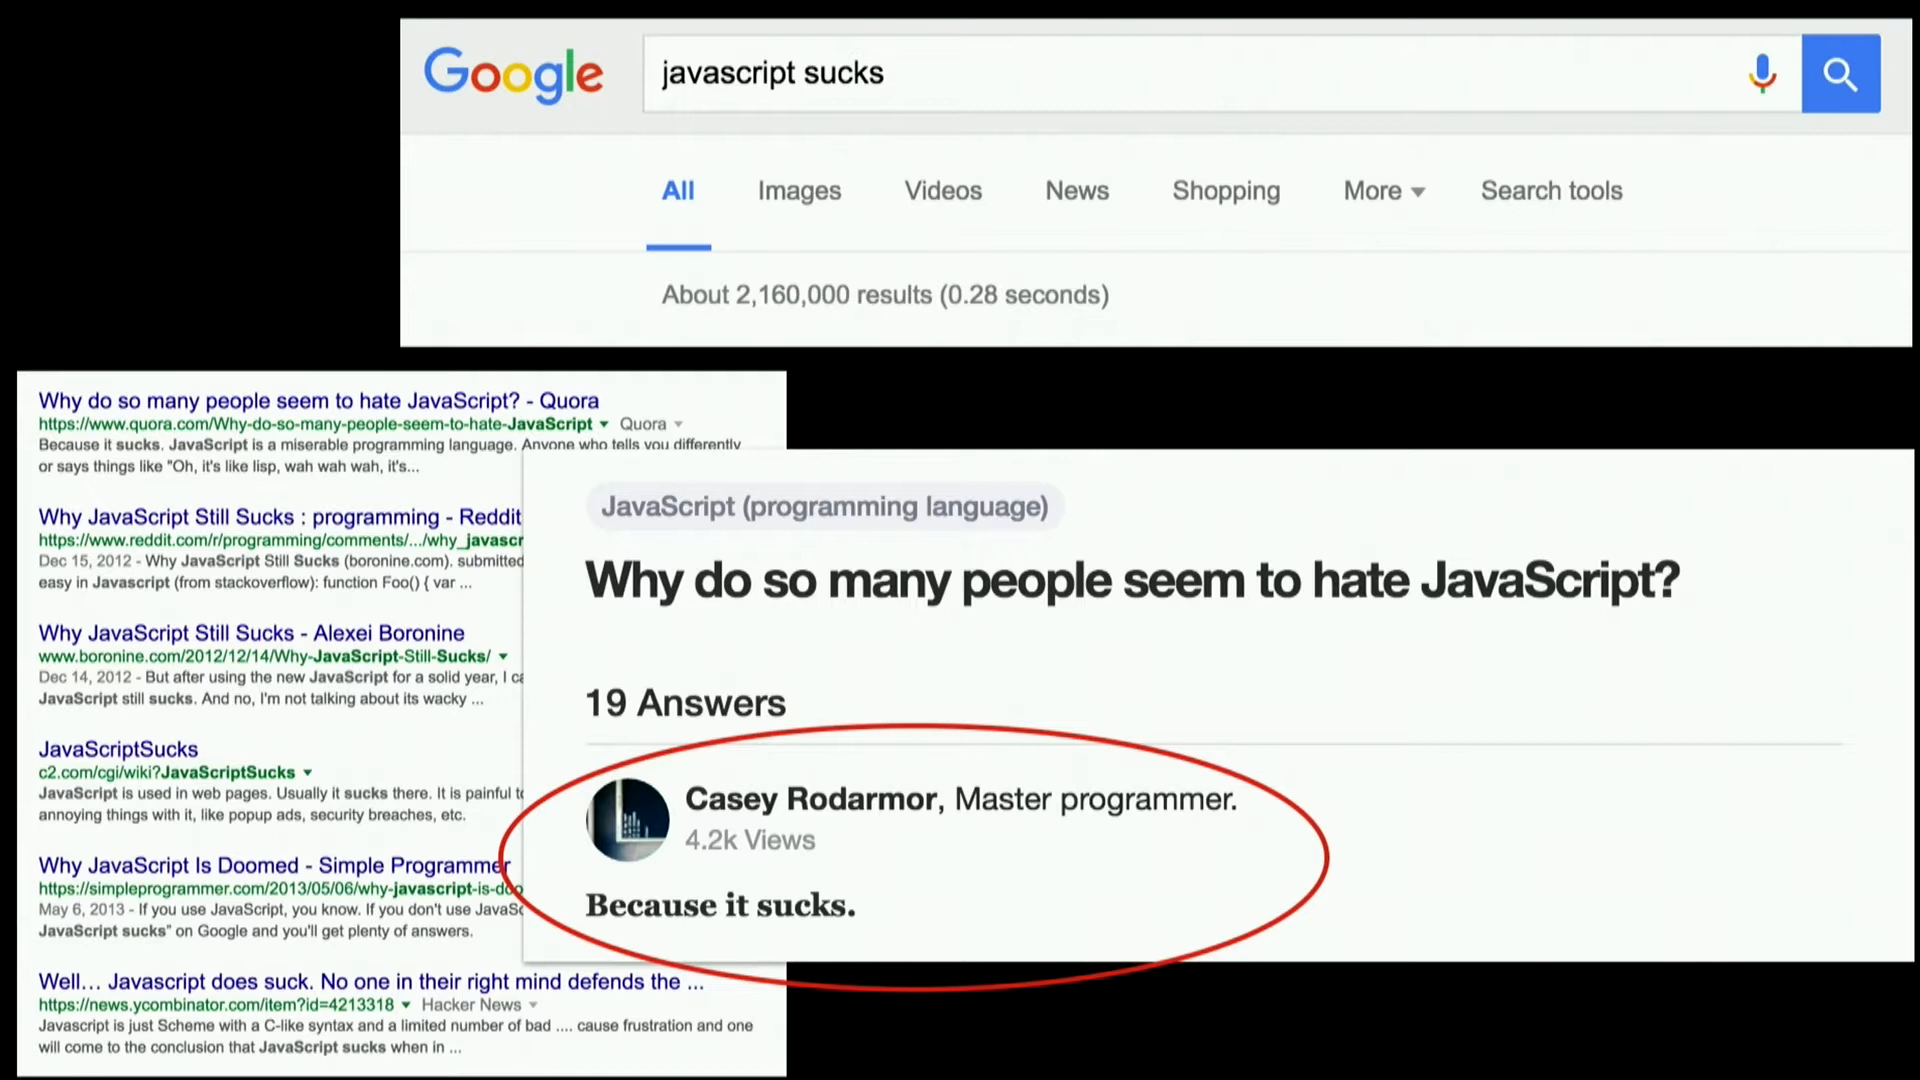 Google
javascript sucks
All Images Videos News Shopping More Search tools
About 2,160,000 results (0.28 seconds)
Why do so many people seem to hate JavaScript? - Quora
https://www.quora.com/Why-do-so-many-people-seem-to-hate-JavaScript Quora
Because it sucks. JavaScript is a miserable programming language. Anyone who tells you differently
or says things like "Oh, it's like lisp, wah wah wah, it's...
Why JavaScript Still Sucks : programming - Reddit
https://www.reddit.com/r/programming/comments/.../why_javascr
Dec 15, 2012 - Why JavaScript Still Sucks (boronine.com). submitted
easy in Javascript (from stackoverflow): function Foo() { var ...
Why JavaScript Still Sucks - Alexei Boronine
www.boronine.com/2012/12/14/Why-JavaScript-Still-Sucks/
Dec 14, 2012 - But after using the new JavaScript for a solid year, I ca
JavaScript still sucks. And no, I'm not talking about its wacky ...
JavaScriptSucks
c2.com/cgi/wiki?JavaScriptSucks
JavaScript is used in web pages. Usually it sucks there. It is painful to
annoying things with it, like popup ads, security breaches, etc.
Why JavaScript Is Doomed - Simple Programmer
https://simpleprogrammer.com/2013/05/06/why-javascript-is-doo
May 6, 2013 - If you use JavaScript, you know. If you don't use JavaSc
JavaScript sucks" on Google and you'll get plenty of answers.
Well... Javascript does suck. No one in their right mind defends the ...
https://news.ycombinator.com/item?id=4213318 Hacker News
Javascript is just Scheme with a C-like syntax and a limited number of bad .... cause frustration and one
will come to the conclusion that JavaScript sucks when in ...
JavaScript (programming language)
Why do so many people seem to hate JavaScript?
19 Answers
Casey Rodarmor, Master programmer.
4.2k Views
Because it sucks.